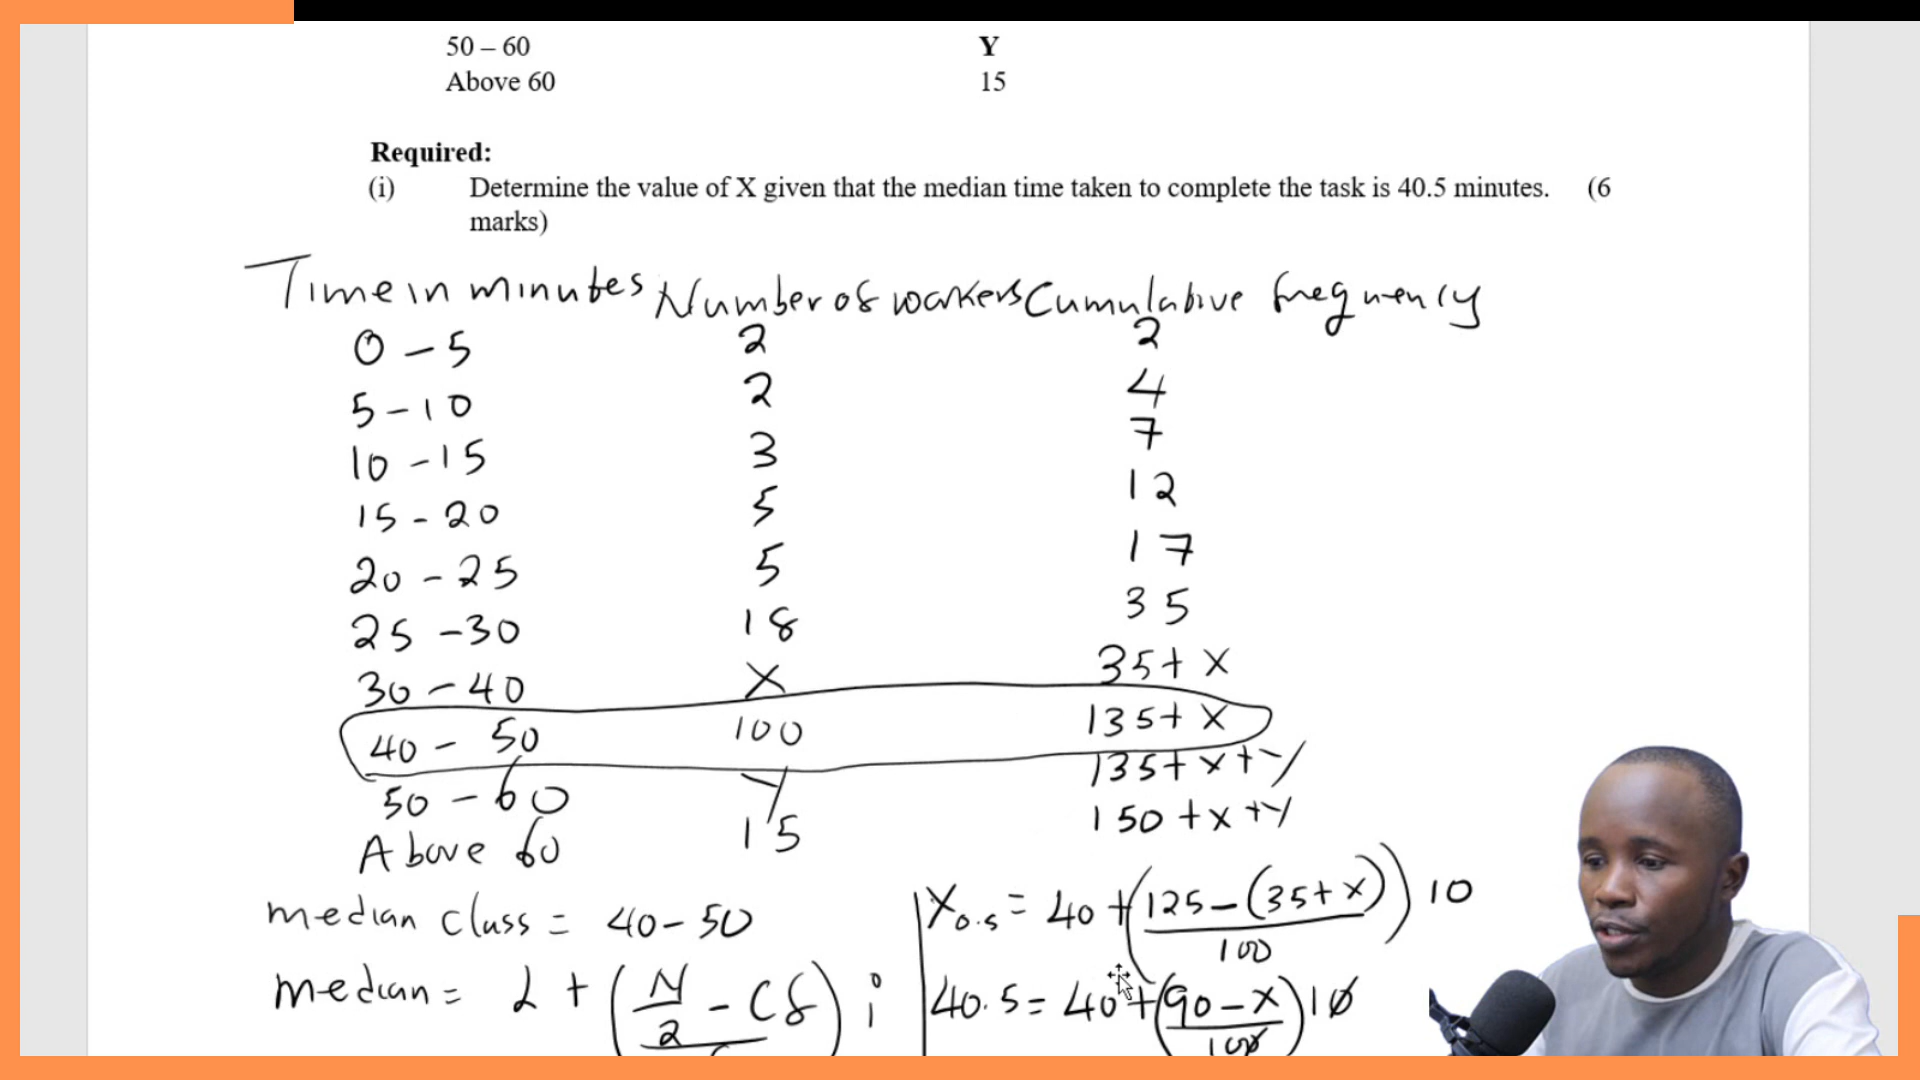 50 – 60 Y
Above 60 15
Required:
(i) Determine the value of X given that the median time taken to complete the task is 40.5 minutes. (6
marks)
Time in minutes Number of workers Cumulative frequency
0 - 5 2 2
5 - 10 2 4
10 - 15 3 7
15 - 20 5 12
20 - 25 5 17
25 - 30 18 35
30 - 40 X 35 + X
40 - 50 100 135 + X
50 - 60 Y 135 + X + Y
Above 60 15 150 + X + Y
median class = 40 - 50
X0.5 = 40 + (125 - (35 + X) / 100) 10
median = L + (N/2 - Cf) i
40.5 = 40 + (90 - X / 100) 10